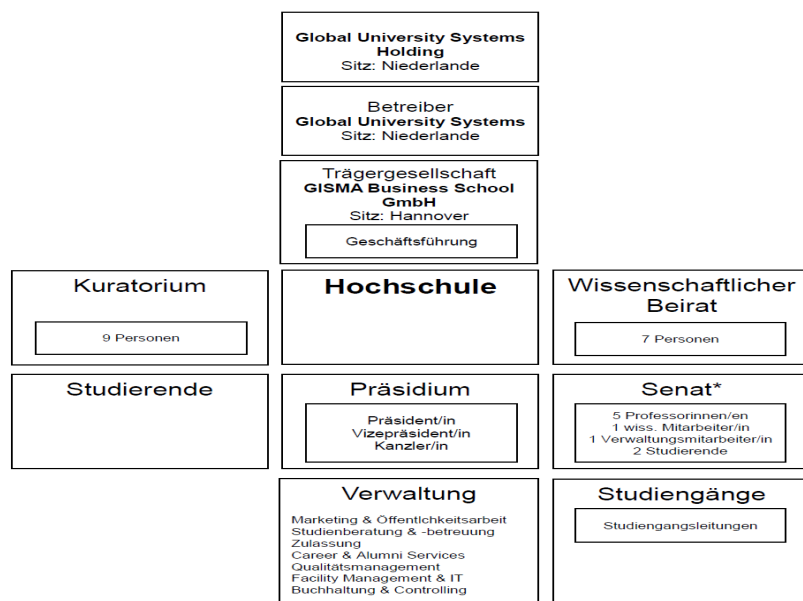 Global University Systems
Holding
Sitz: Niederlande
Betreiber
Global University Systems
Sitz: Niederlande
Trägergesellschaft
GISMA Business School
GmbH
Sitz: Hannover
Geschäftsführung
Kuratorium
9 Personen
Hochschule
Wissenschaftlicher
Beirat
7 Personen
Studierende
Präsidium
Präsident/in
Vizepräsident/in
Kanzler/in
Senat*
5 Professorinnen/en
1 wiss. Mitarbeiter/in
1 Verwaltungsmitarbeiter/in
2 Studierende
Verwaltung
Marketing & Öffentlchkeitsarbeit
Studienberatung & -betreuung
Zulassung
Career & Alumni Services
Qualitätsmanagement
Facility Management & IT
Buchhaltung & Controlling
Studiengänge
Studiengangsleitungen